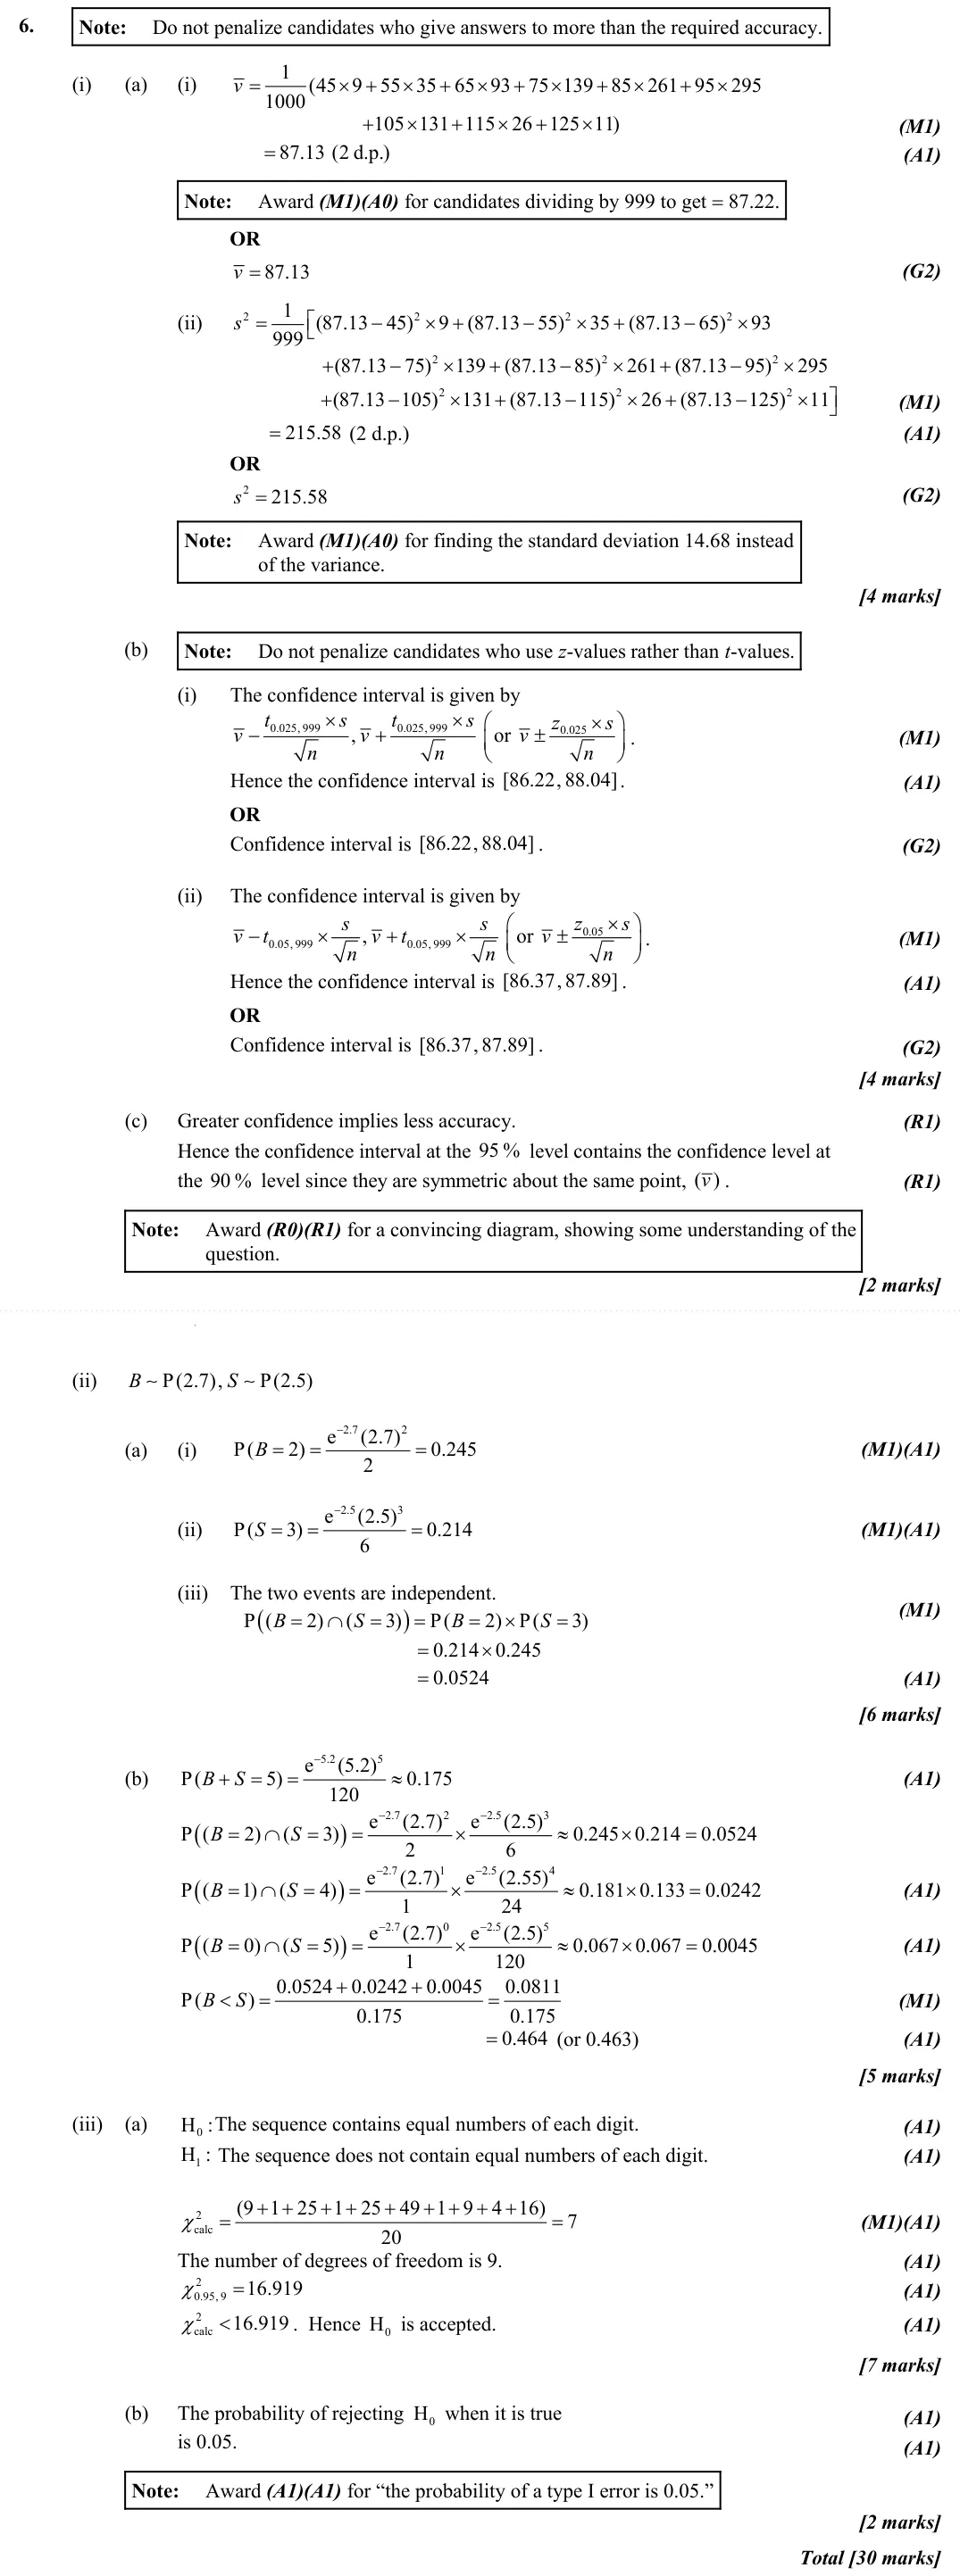 6. Note: Do not penalize candidates who give answers to more than the required accuracy.
(i) (a) (i) v̅ = 1/1000 (45×9+55×35+65×93+75×139+85×261+95×295
+105×131+115×26+125×11) (M1)
= 87.13 (2 d.p.) (A1)
Note: Award (M1)(A0) for candidates dividing by 999 to get = 87.22.
OR
v̅ = 87.13 (G2)
(ii) s² = 1/999 [(87.13−45)²×9+(87.13−55)²×35+(87.13−65)²×93
+(87.13−75)²×139+(87.13−85)²×261+(87.13−95)²×295
+(87.13−105)²×131+(87.13−115)²×26+(87.13−125)²×11] (M1)
= 215.58 (2 d.p.) (A1)
OR
s² = 215.58 (G2)
Note: Award (M1)(A0) for finding the standard deviation 14.68 instead
of the variance.
[4 marks]
(b) Note: Do not penalize candidates who use z-values rather than t-values.
(i) The confidence interval is given by
v̅ − (t₀.₀₂₅,₉₉₉ × s)/√n, v̅ + (t₀.₀₂₅,₉₉₉ × s)/√n (or v̅ ± (z₀.₀₂₅ × s)/√n). (M1)
Hence the confidence interval is [86.22, 88.04]. (A1)
OR
Confidence interval is [86.22, 88.04]. (G2)
(ii) The confidence interval is given by
v̅ − t₀.₀₅,₉₉₉ × s/√n, v̅ + t₀.₀₅,₉₉₉ × s/√n (or v̅ ± (z₀.₀₅ × s)/√n). (M1)
Hence the confidence interval is [86.37, 87.89]. (A1)
OR
Confidence interval is [86.37, 87.89]. (G2)
[4 marks]
(c) Greater confidence implies less accuracy. (R1)
Hence the confidence interval at the 95 % level contains the confidence level at
the 90 % level since they are symmetric about the same point, (v̅). (R1)
Note: Award (R0)(R1) for a convincing diagram, showing some understanding of the
question.
[2 marks]
(ii) B ~ P(2.7), S ~ P(2.5)
(a) (i) P(B = 2) = e^−2.7 (2.7)²/2 = 0.245 (M1)(A1)
(ii) P(S = 3) = e^−2.5 (2.5)³/6 = 0.214 (M1)(A1)
(iii) The two events are independent.
P((B = 2)∩(S = 3)) = P(B = 2)×P(S = 3) (M1)
= 0.214×0.245
= 0.0524 (A1)
[6 marks]
(b) P(B + S = 5) = e^−5.2 (5.2)⁵/120 ≈ 0.175 (A1)
P((B = 2)∩(S = 3)) = e^−2.7 (2.7)²/2 × e^−2.5 (2.5)³/6 ≈ 0.245×0.214 = 0.0524
P((B = 1)∩(S = 4)) = e^−2.7 (2.7)¹/1 × e^−2.5 (2.55)⁴/24 ≈ 0.181×0.133 = 0.0242 (A1)
P((B = 0)∩(S = 5)) = e^−2.7 (2.7)⁰/1 × e^−2.5 (2.5)⁵/120 ≈ 0.067×0.067 = 0.0045 (A1)
P(B < S) = (0.0524+0.0242+0.0045)/0.175 = 0.0811/0.175 (M1)
= 0.464 (or 0.463) (A1)
[5 marks]
(iii) (a) H₀ : The sequence contains equal numbers of each digit. (A1)
H₁ : The sequence does not contain equal numbers of each digit. (A1)
χ²calc = (9+1+25+1+25+49+1+9+4+16)/20 = 7 (M1)(A1)
The number of degrees of freedom is 9. (A1)
χ²₀.₉₅,₉ = 16.919 (A1)
χ²calc < 16.919. Hence H₀ is accepted. (A1)
[7 marks]
(b) The probability of rejecting H₀ when it is true (A1)
is 0.05. (A1)
Note: Award (A1)(A1) for “the probability of a type I error is 0.05.”
[2 marks]
Total [30 marks]